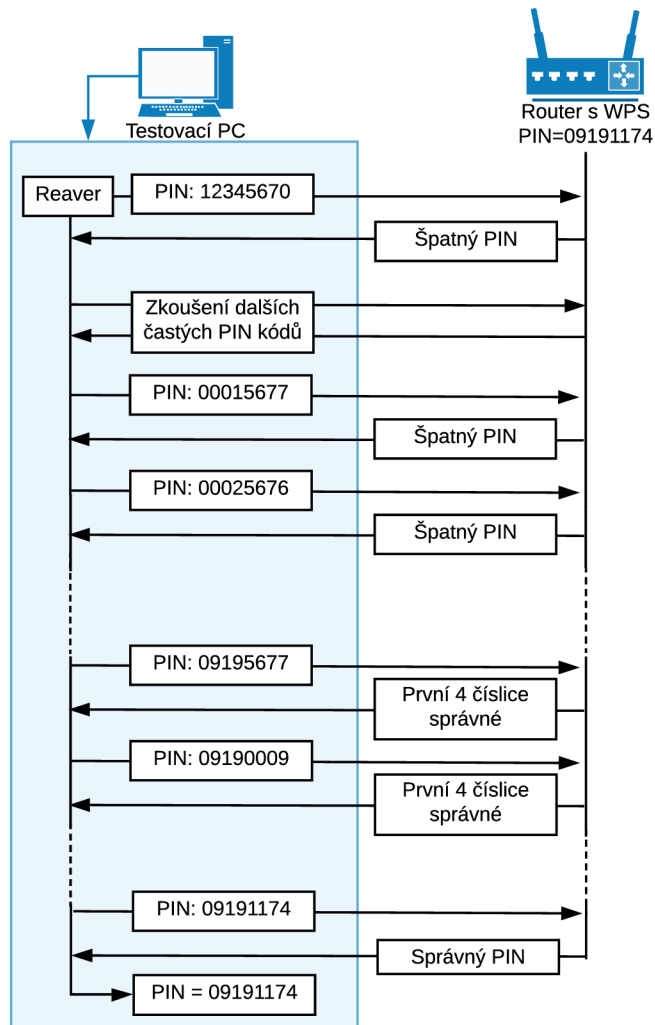 Testovací PC
Router s WPS
PIN=09191174
Reaver
PIN: 12345670
Špatný PIN
Zkoušení dalších
častých PIN kódů
PIN: 00015677
Špatný PIN
PIN: 00025676
Špatný PIN
PIN: 09195677
První 4 číslice
správné
PIN: 09190009
První 4 číslice
správné
PIN: 09191174
Správný PIN
PIN = 09191174